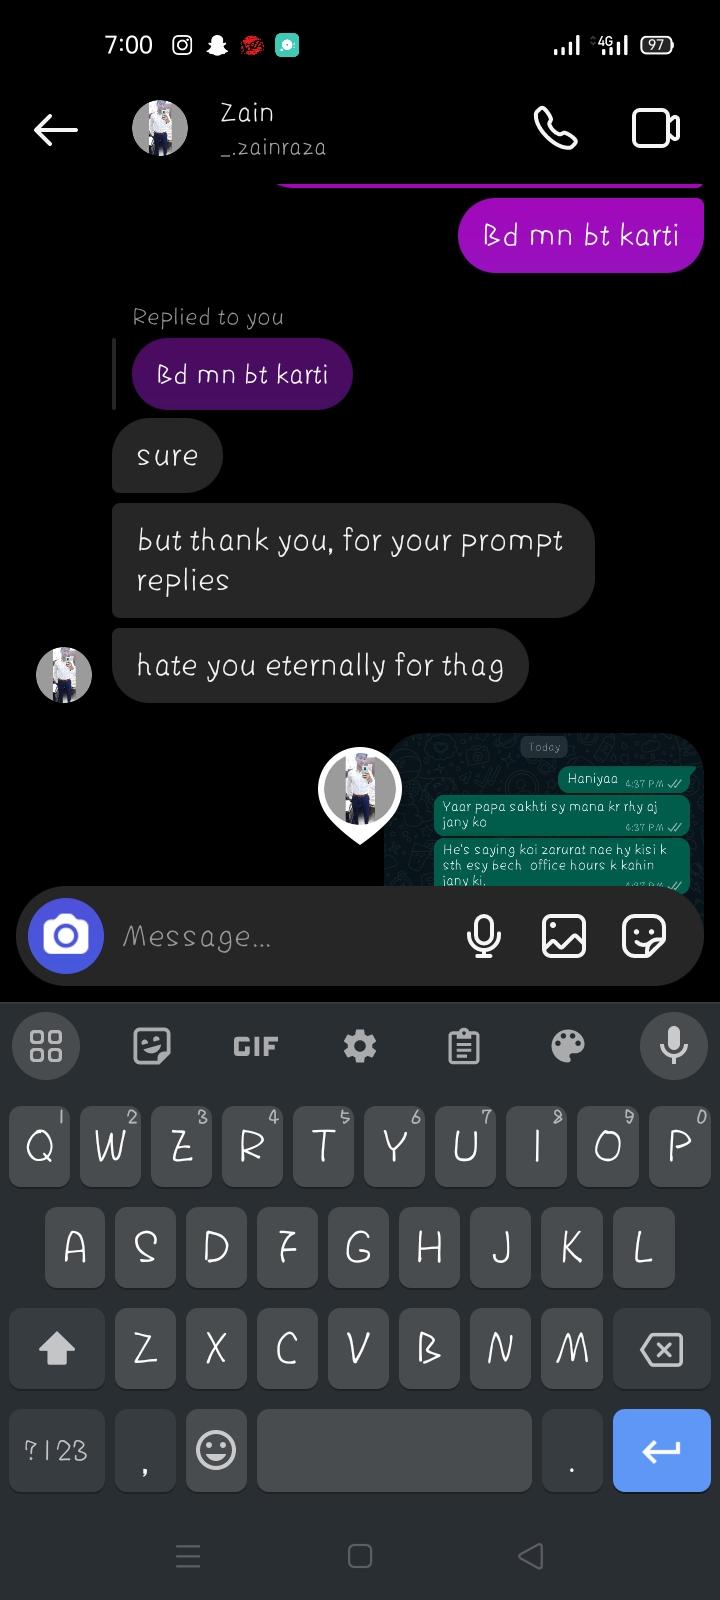 7:00
4G
97
Zain
_.zainraza
Bd mn bt karti
Replied to you
Bd mn bt karti
sure
but thank you, for your prompt
replies
hate you eternally for thag
Today
Haniyaa 4:37 PM
Yaar papa sakhti sy mana kr rhy aj
jany ko 4:37 PM
He's saying koi zarurat nae hy kisi k
sth esy bech office hours k kahin
jany ki. 4:37 PM
Message...
GIF
1 2 3 4 5 6 7 8 9 0
Q W E R T Y U I O P
A S D F G H J K L
Z X C V B N M
?123 , .